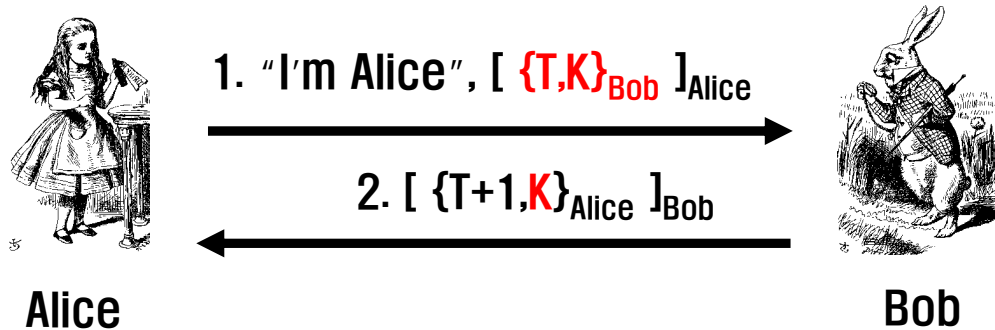 1. "I'm Alice", [ {T,K}Bob ]Alice
2. [ {T+1,K}Alice ]Bob
Alice
Bob